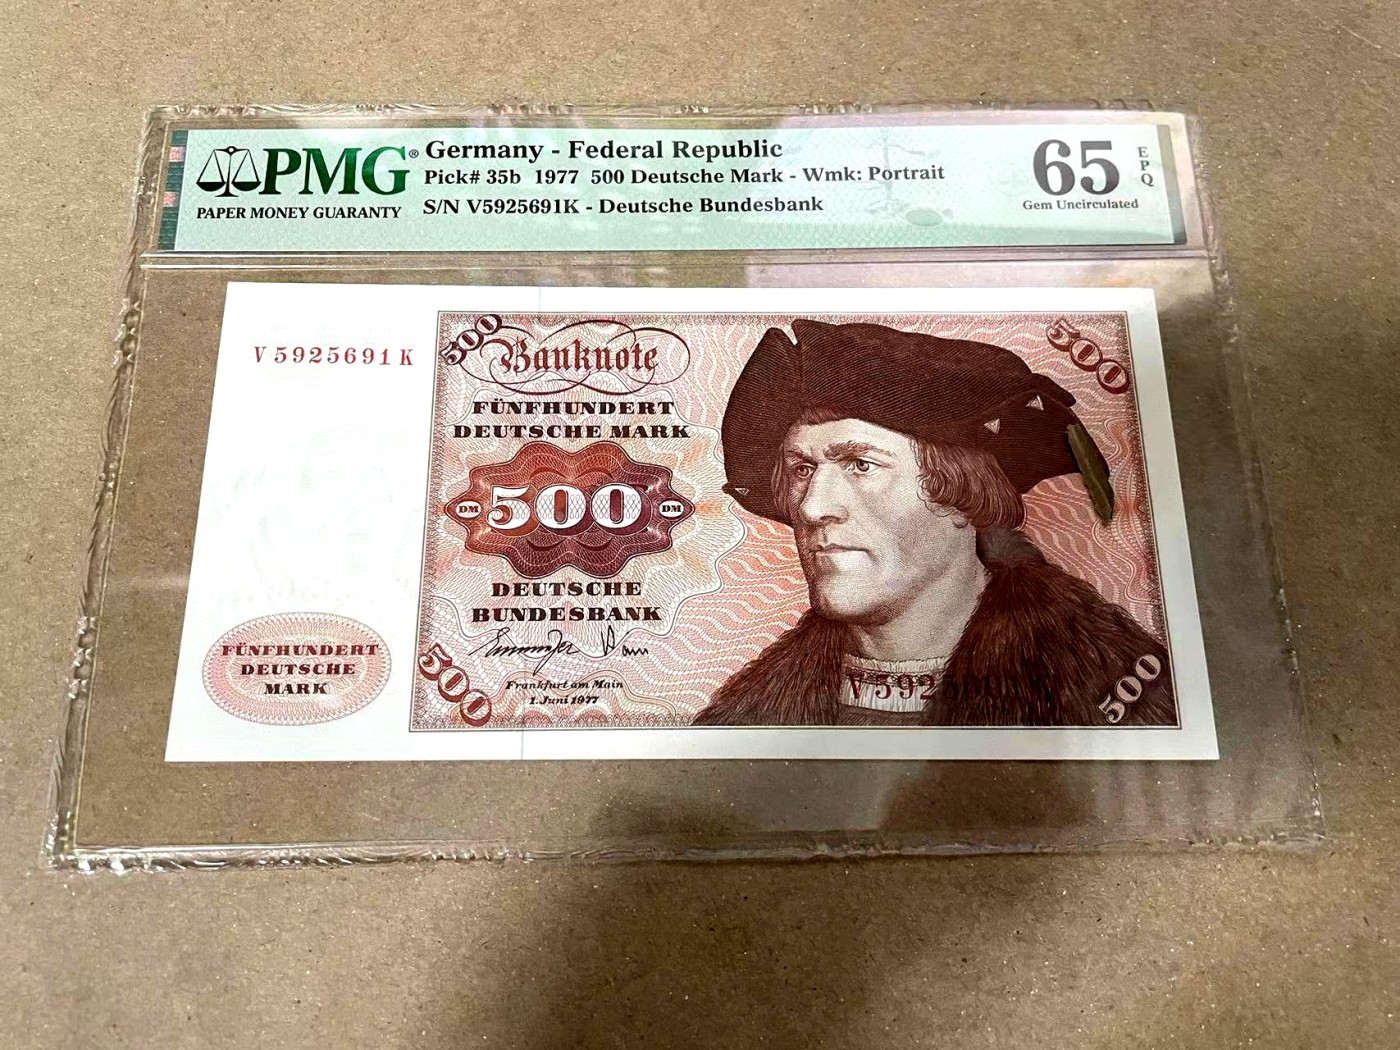 PMG®
PAPER MONEY GUARANTY
Germany - Federal Republic
Pick# 35b 1977 500 Deutsche Mark - Wmk: Portrait
S/N V5925691K - Deutsche Bundesbank
65 EPQ
Gem Uncirculated
V5925691K
500
Banknote
500
FÜNFHUNDERT
DEUTSCHE MARK
DM 500 DM
DEUTSCHE
BUNDESBANK
Frankfurt am Main
1. Juni 1977
FÜNFHUNDERT
DEUTSCHE
MARK
500
500